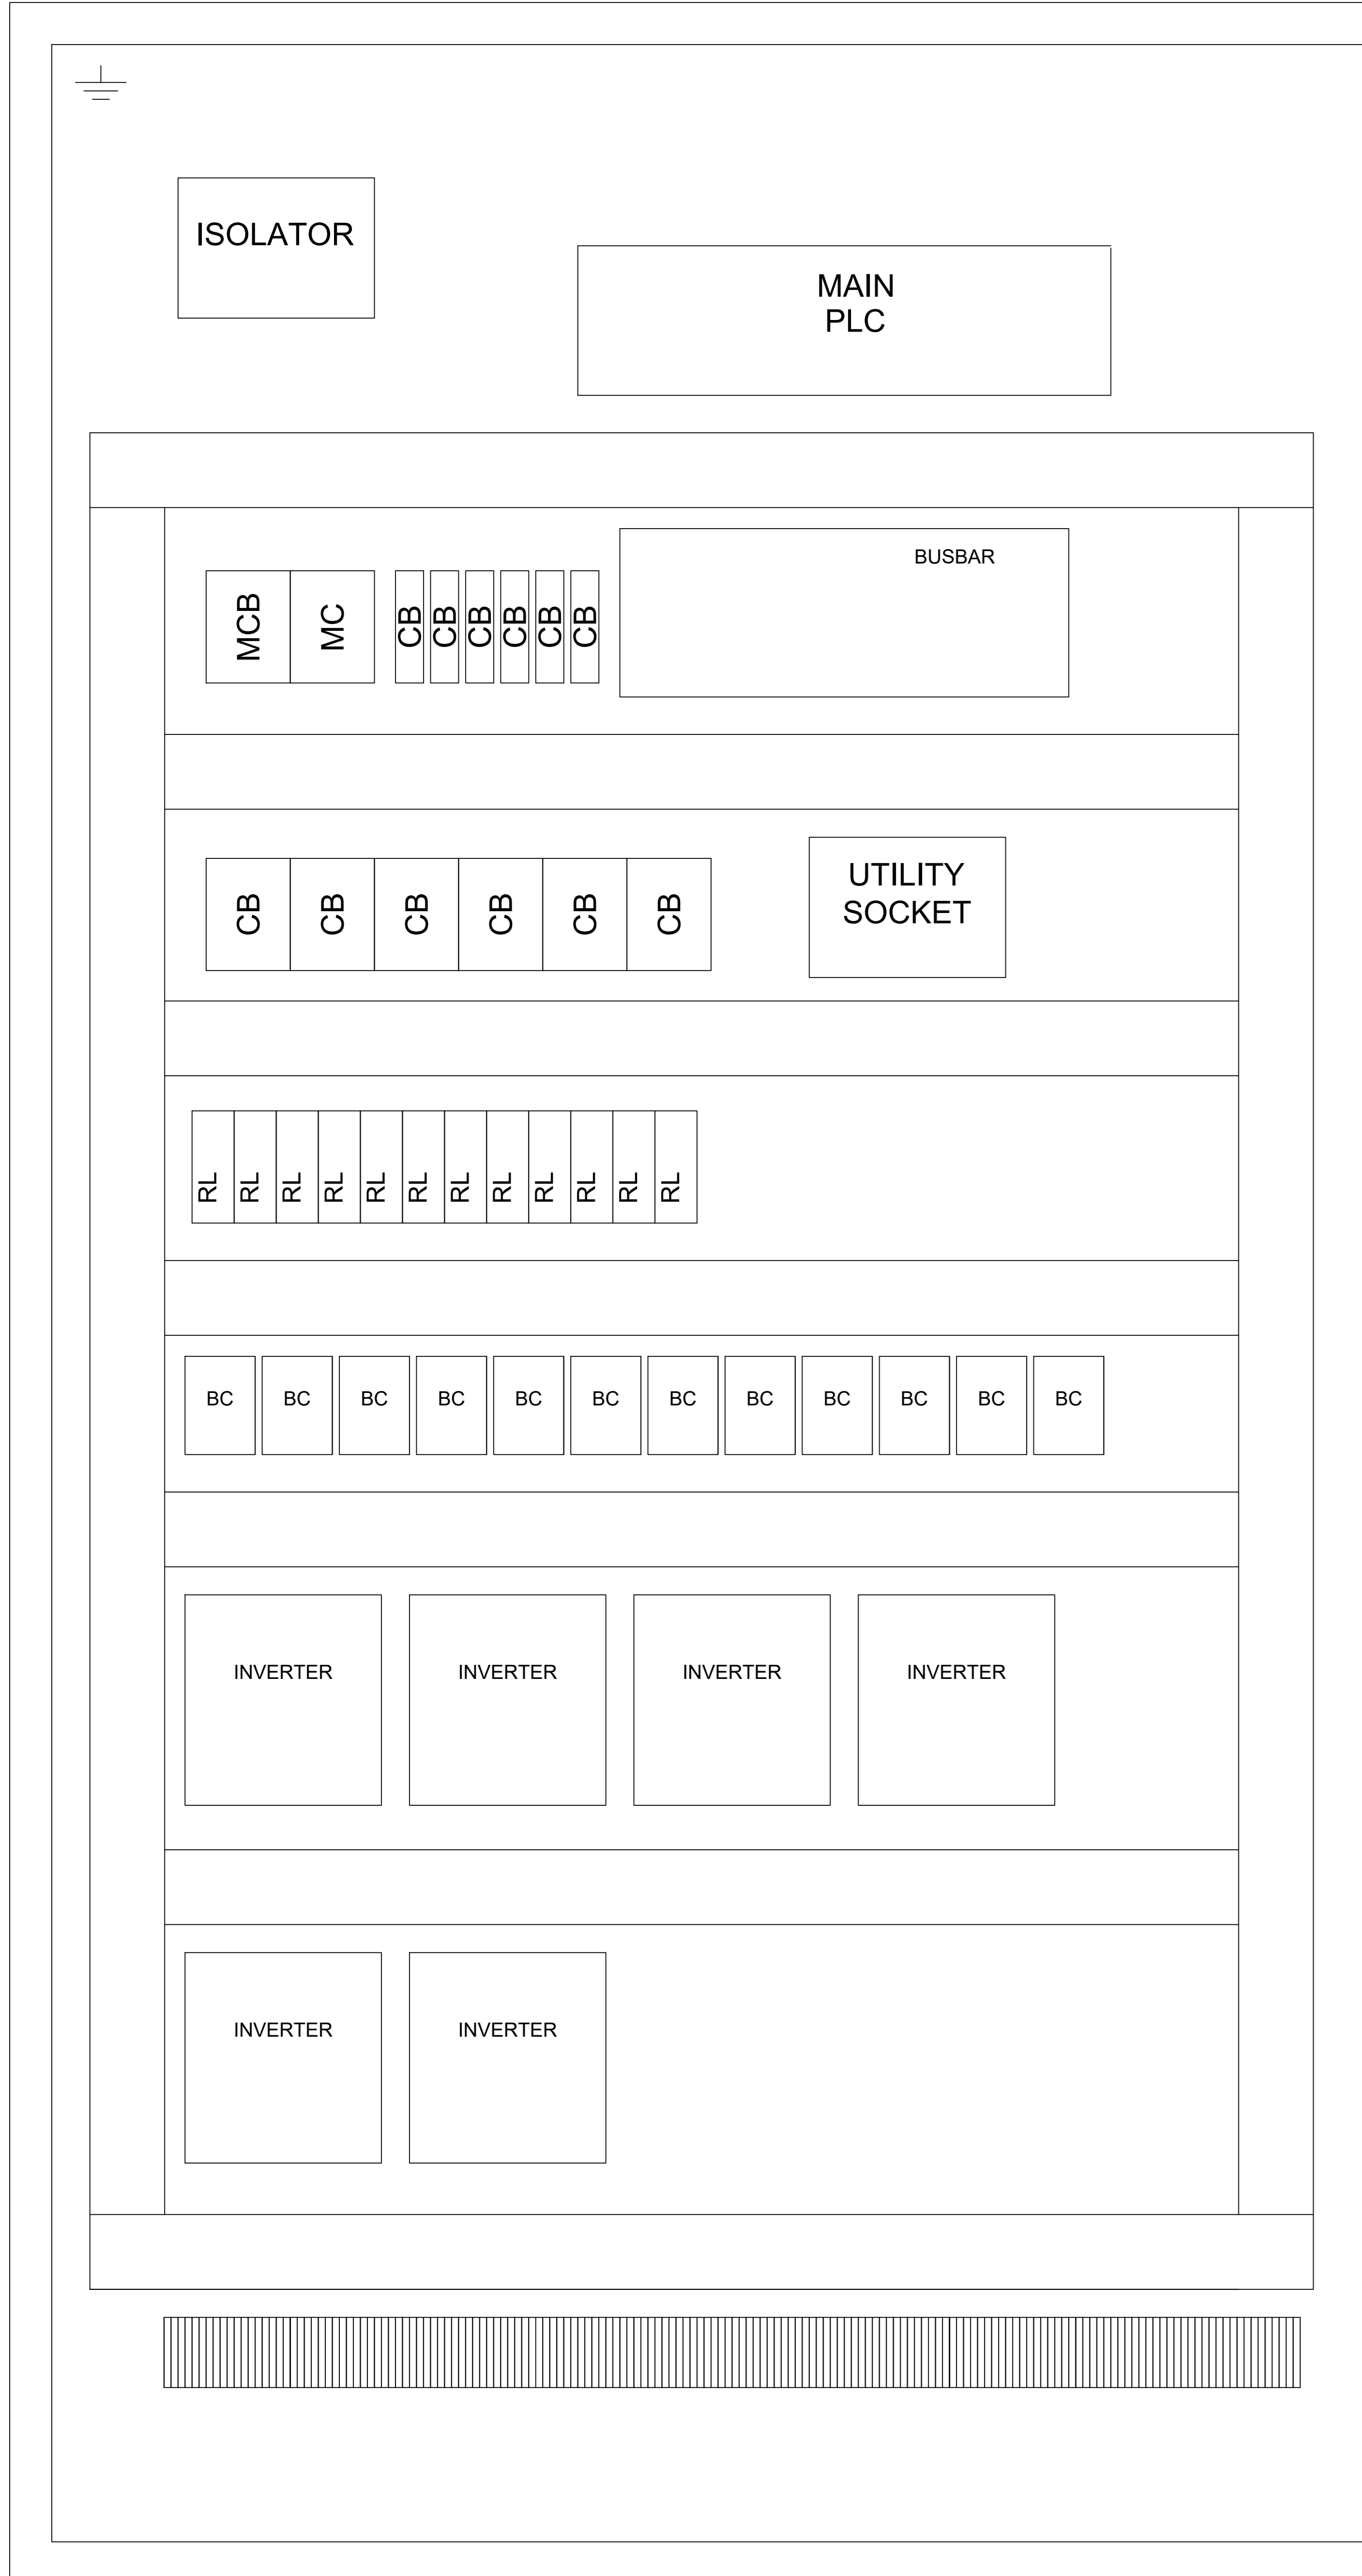 ISOLATOR
MAIN
PLC
BUSBAR
MCB
MC
CB
CB
CB
CB
CB
CB
UTILITY
SOCKET
CB
CB
CB
CB
CB
CB
RL
RL
RL
RL
RL
RL
RL
RL
RL
RL
RL
RL
BC
BC
BC
BC
BC
BC
BC
BC
BC
BC
BC
BC
INVERTER
INVERTER
INVERTER
INVERTER
INVERTER
INVERTER